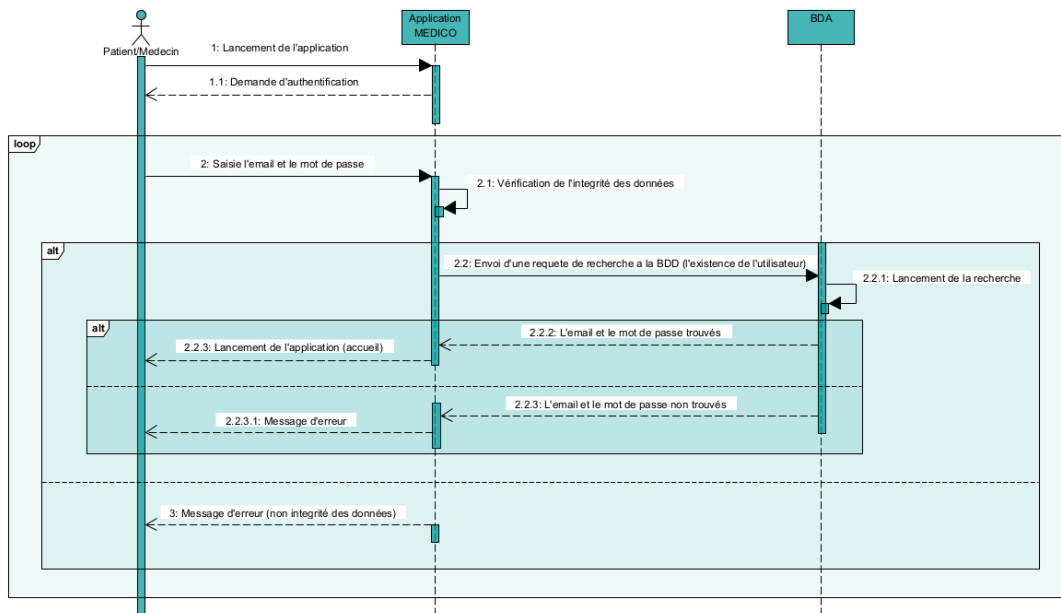 Patient/Medecin
Application
MEDICO
BDA
1: Lancement de l'application
1.1: Demande d'authentification
loop
2: Saisie l'email et le mot de passe
2.1: Vérification de l'integrité des données
alt
2.2: Envoi d'une requete de recherche a la BDD (l'existence de l'utilisateur)
2.2.1: Lancement de la recherche
alt
2.2.2: L'email et le mot de passe trouvés
2.2.3: Lancement de l'application (accueil)
2.2.3: L'email et le mot de passe non trouvés
2.2.3.1: Message d'erreur
3: Message d'erreur (non integrité des données)